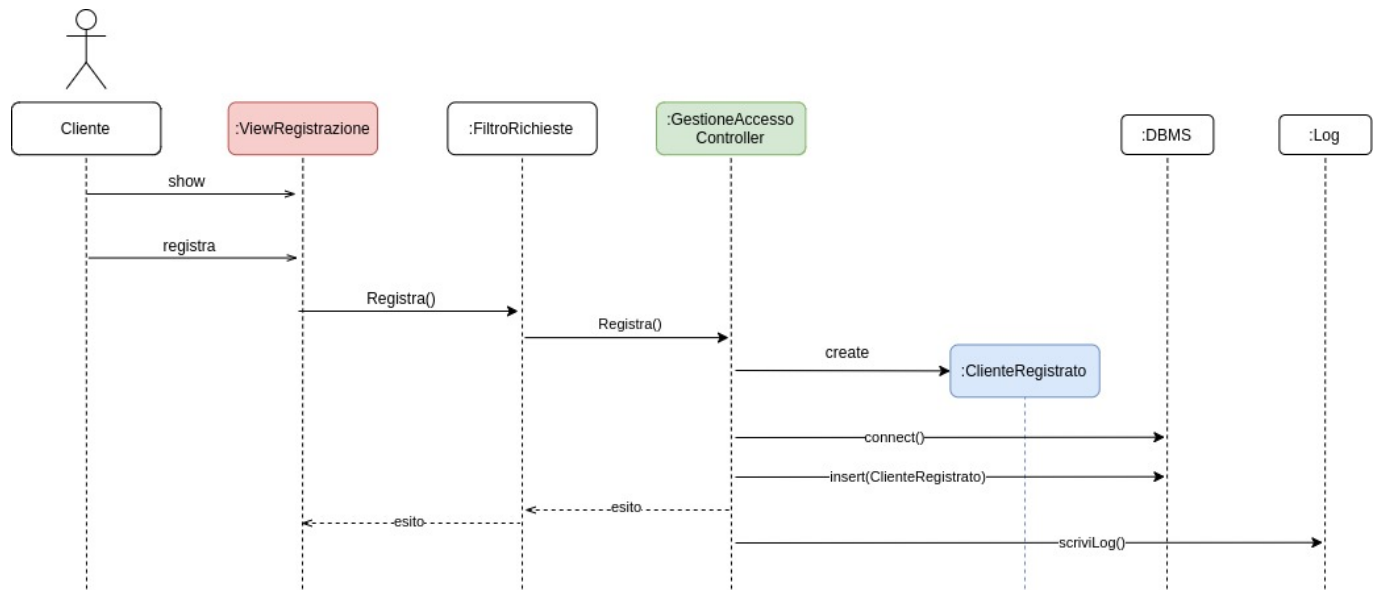 Cliente
:ViewRegistrazione
:FiltroRichieste
:GestioneAccesso
Controller
:DBMS
:Log
show
registra
Registra()
Registra()
create
:ClienteRegistrato
connect()
insert(ClienteRegistrato)
esito
esito
scriviLog()